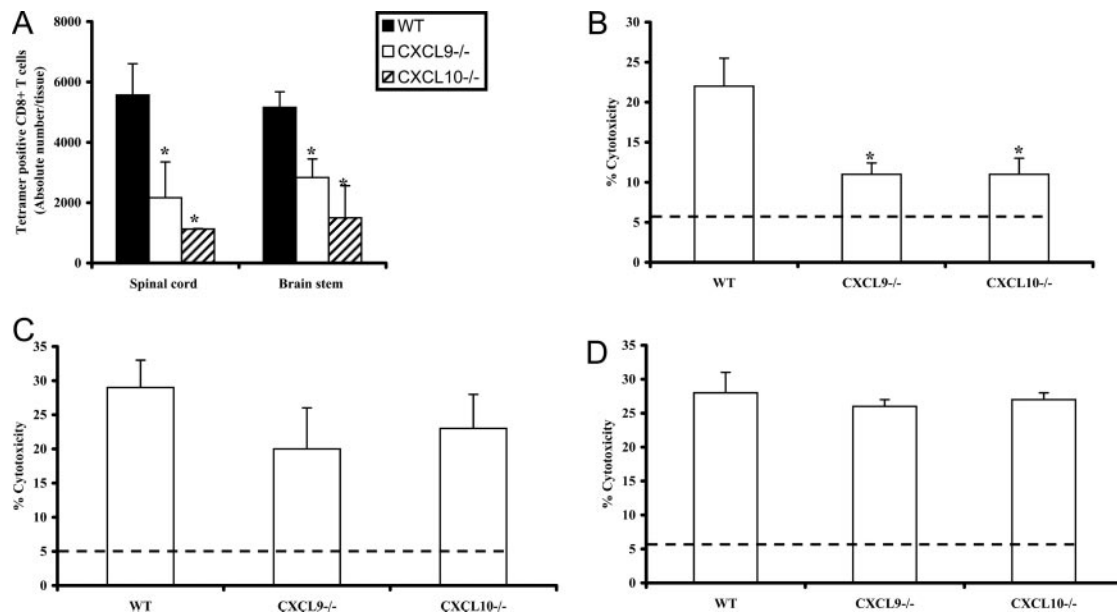 A
Tetramer positive CD8+ T cells
(Absolute number/tissue)
8000
6000
4000
2000
0
* * * *
Spinal cord Brain stem
WT
CXCL9-/-
CXCL10-/-
B
% Cytotoxicity
30
25
20
15
10
5
0
* *
WT CXCL9-/- CXCL10-/-
C
% Cytotoxicity
35
30
25
20
15
10
5
0
WT CXCL9-/- CXCL10-/-
D
% Cytotoxicity
35
30
25
20
15
10
5
0
WT CXCL9-/- CXCL10-/-